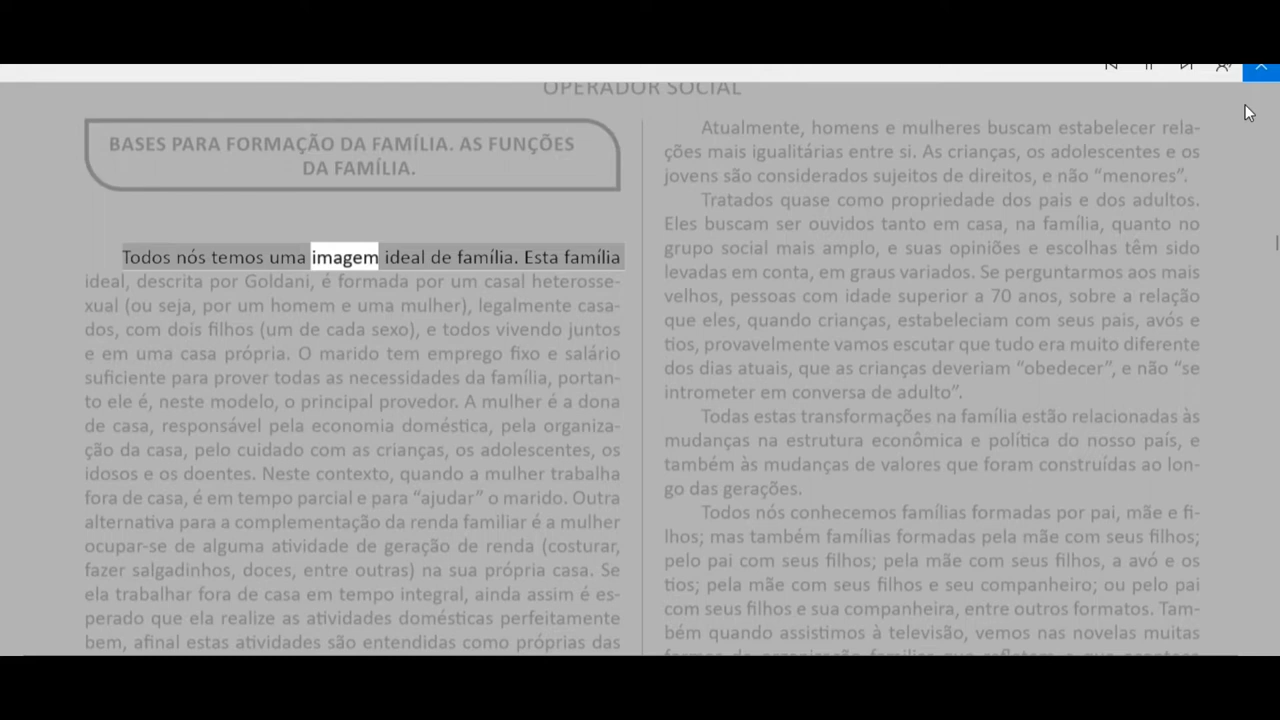 OPERADOR SOCIAL
BASES PARA FORMAÇÃO DA FAMÍLIA. AS FUNÇÕES
DA FAMÍLIA.
Todos nós temos uma imagem ideal de família. Esta família
ideal, descrita por Goldani, é formada por um casal heterosse-
xual (ou seja, por um homem e uma mulher), legalmente casa-
dos, com dois filhos (um de cada sexo), e todos vivendo juntos
e em uma casa própria. O marido tem emprego fixo e salário
suficiente para prover todas as necessidades da família, portan-
to ele é, neste modelo, o principal provedor. A mulher é a dona
de casa, responsável pela economia doméstica, pela organiza-
ção da casa, pelo cuidado com as crianças, os adolescentes, os
idosos e os doentes. Neste contexto, quando a mulher trabalha
fora de casa, é em tempo parcial e para “ajudar” o marido. Outra
alternativa para a complementação da renda familiar é a mulher
ocupar-se de alguma atividade de geração de renda (costurar,
fazer salgadinhos, doces, entre outras) na sua própria casa. Se
ela trabalhar fora de casa em tempo integral, ainda assim é es-
perado que ela realize as atividades domésticas perfeitamente
bem, afinal estas atividades são entendidas como próprias das
Atualmente, homens e mulheres buscam estabelecer rela-
ções mais igualitárias entre si. As crianças, os adolescentes e os
jovens são considerados sujeitos de direitos, e não “menores”.
Tratados quase como propriedade dos pais e dos adultos.
Eles buscam ser ouvidos tanto em casa, na família, quanto no
grupo social mais amplo, e suas opiniões e escolhas têm sido
levadas em conta, em graus variados. Se perguntarmos aos mais
velhos, pessoas com idade superior a 70 anos, sobre a relação
que eles, quando crianças, estabeleciam com seus pais, avós e
tios, provavelmente vamos escutar que tudo era muito diferente
dos dias atuais, que as crianças deveriam “obedecer”, e não “se
intrometer em conversa de adulto”.
Todas estas transformações na família estão relacionadas às
mudanças na estrutura econômica e política do nosso país, e
também às mudanças de valores que foram construídas ao lon-
go das gerações.
Todos nós conhecemos famílias formadas por pai, mãe e fi-
lhos; mas também famílias formadas pela mãe com seus filhos;
pelo pai com seus filhos; pela mãe com seus filhos, a avó e os
tios; pela mãe com seus filhos e seu companheiro; ou pelo pai
com seus filhos e sua companheira, entre outros formatos. Tam-
bém quando assistimos à televisão, vemos nas novelas muitas